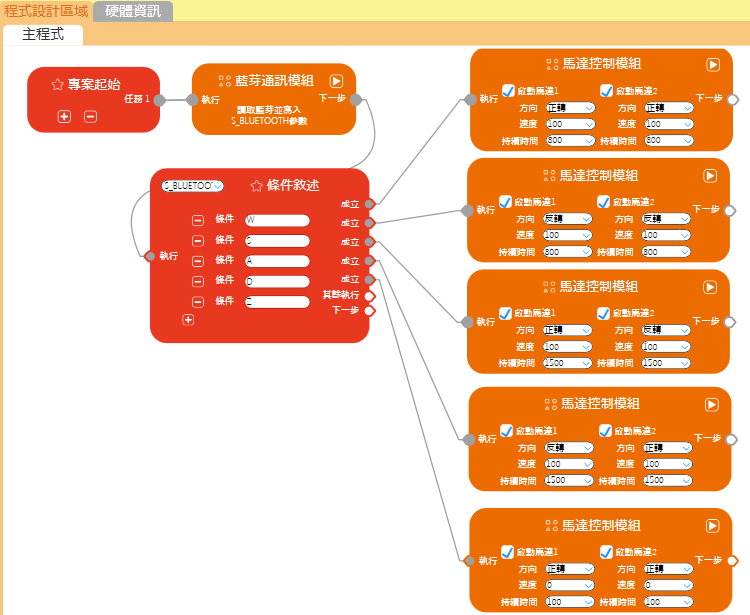 程式設計區域 硬體資訊
主程式
專案起始
任務 1
藍芽通訊模組
執行
下一步
讀取藍芽並寫入
S_BLUETOOTH參數
S_BLUETOO
條件敘述
執行
條件 W 成立
條件 S 成立
條件 A 成立
條件 D 成立
條件 成立
其餘執行
下一步
馬達控制模組
執行 啟動馬達1 啟動馬達2 下一步
方向 正轉 方向 正轉
速度 100 速度 100
持續時間 800 持續時間 800
馬達控制模組
執行 啟動馬達1 啟動馬達2 下一步
方向 反轉 方向 反轉
速度 100 速度 100
持續時間 800 持續時間 800
馬達控制模組
執行 啟動馬達1 啟動馬達2 下一步
方向 正轉 方向 反轉
速度 100 速度 100
持續時間 1500 持續時間 1500
馬達控制模組
執行 啟動馬達1 啟動馬達2 下一步
方向 反轉 方向 正轉
速度 100 速度 100
持續時間 1500 持續時間 1500
馬達控制模組
執行 啟動馬達1 啟動馬達2 下一步
方向 正轉 方向 正轉
速度 0 速度 0
持續時間 100 持續時間 100